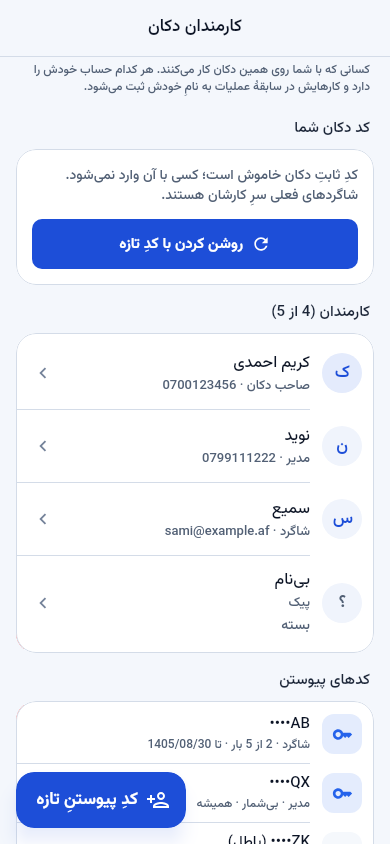 کارمندان دکان
کسانی که با شما روی همین دکان کار می‌کنند. هر کدام حساب خودش را
دارد و کارهایش در سابقهٔ عملیات به نامِ خودش ثبت می‌شود.
کد دکان شما
کدِ ثابتِ دکان خاموش است؛ کسی با آن وارد نمی‌شود.
شاگردهای فعلی سرِ کارشان هستند.
روشن کردن با کدِ تازه
کارمندان (4 از 5)
ک
کریم احمدی
صاحب دکان · 0700123456
ن
نوید
مدیر · 0799111222
س
سمیع
شاگرد · sami@example.af
؟
بی‌نام
پیک
بسته
کدهای پیوستن
••••AB
شاگرد · 2 از 5 بار · تا 1405/08/30
••••QX
مدیر · بی‌شمار · همیشه
••••ZK (باطل)
کد پیوستنِ تازه